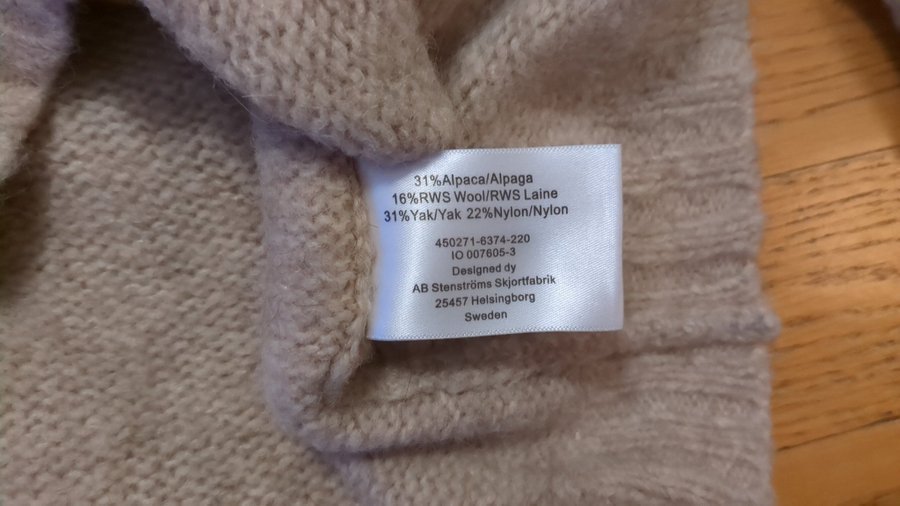 31%Alpaca/Alpaga
16%RWS Wool/RWS Laine
31%Yak/Yak 22%Nylon/Nylon
450271-6374-220
IO 007605-3
Designed dy
AB Stenströms Skjortfabrik
25457 Helsingborg
Sweden